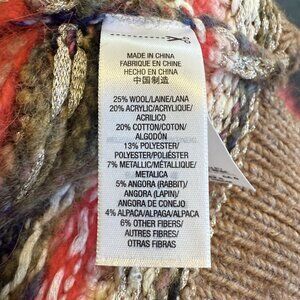 MADE IN CHINA
FABRIQUE EN CHINE
HECHO EN CHINA
中国制造
25% WOOL/LAINE/LANA
20% ACRYLIC/ACRYLIQUE/
ACRILICO
20% COTTON/COTON/
ALGODÓN
13% POLYESTER/
POLYESTER/POLIÉSTER
7% METALLIC/MÉTALLIQUE/
METALICA
5% ANGORA (RABBIT)/
ANGORA (LAPIN)/
ANGORA DE CONEJO
4% ALPACA/ALPAGA/ALPACA
6% OTHER FIBERS/
AUTRES FIBRES/
OTRAS FIBRAS